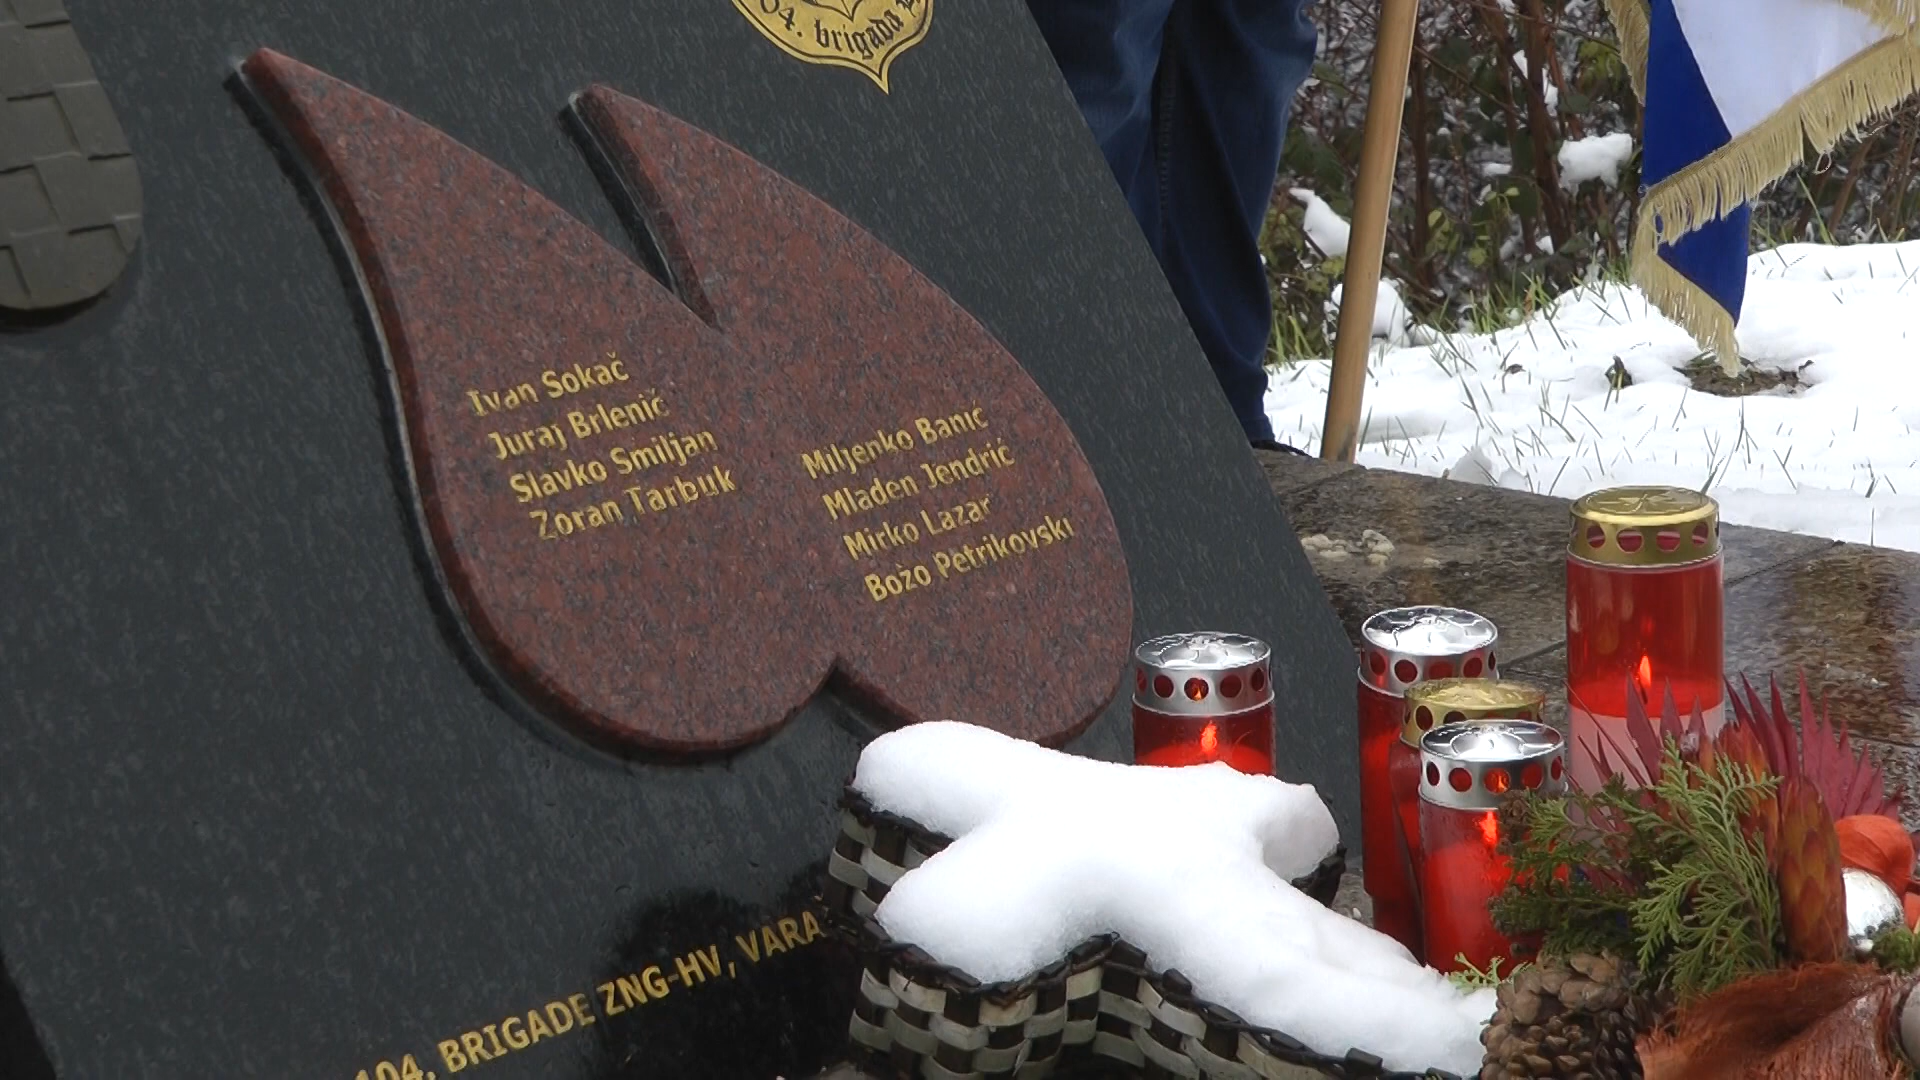 04. brigada
Ivan Sokač
Juraj Brlenić
Slavko Smiljan
Zoran Tarbuk
Miljenko Banić
Mladen Jendrić
Mirko Lazar
Božo Petrikovski
104. BRIGADE ZNG-HV, VARA